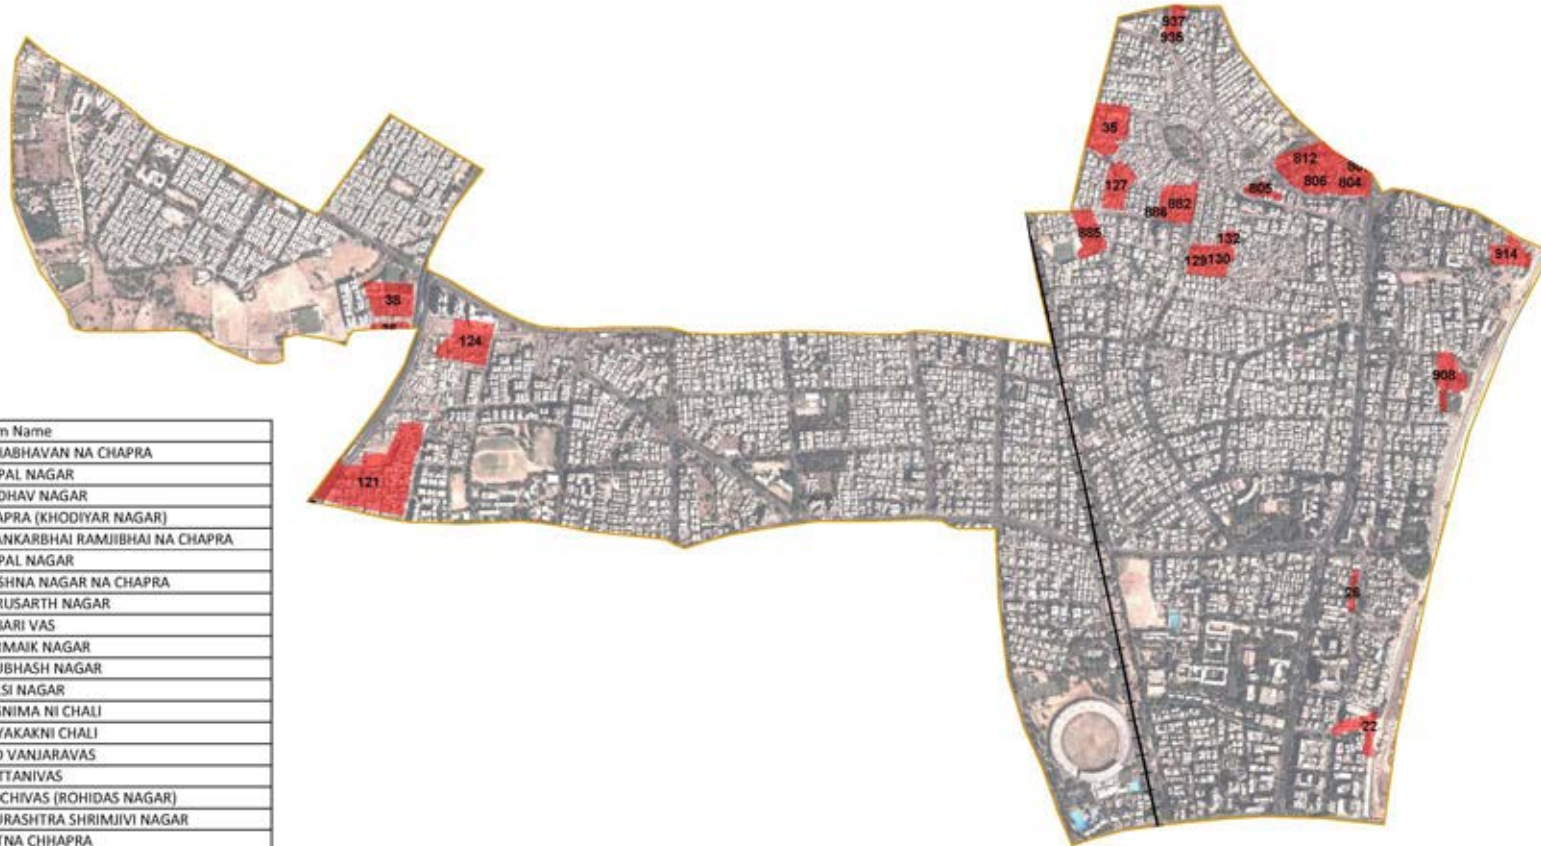 937
936
35
812
806
804
127
805
882
886
885
132
129 130
914
38
124
908
121
26
22
m Name
HABHAVAN NA CHAPRA
PAL NAGAR
DHAV NAGAR
APRA (KHODIYAR NAGAR)
ANKARBHAI RAMJIBHAI NA CHAPRA
PAL NAGAR
SHNA NAGAR NA CHAPRA
RUSARTH NAGAR
BARI VAS
MAIK NAGAR
UBHASH NAGAR
SI NAGAR
GNIMA NI CHALI
YAKAKNI CHALI
VANJARAVAS
TTANIVAS
CHIVAS (ROHIDAS NAGAR)
URASHTRA SHRIMJIVI NAGAR
TNA CHHAPRA